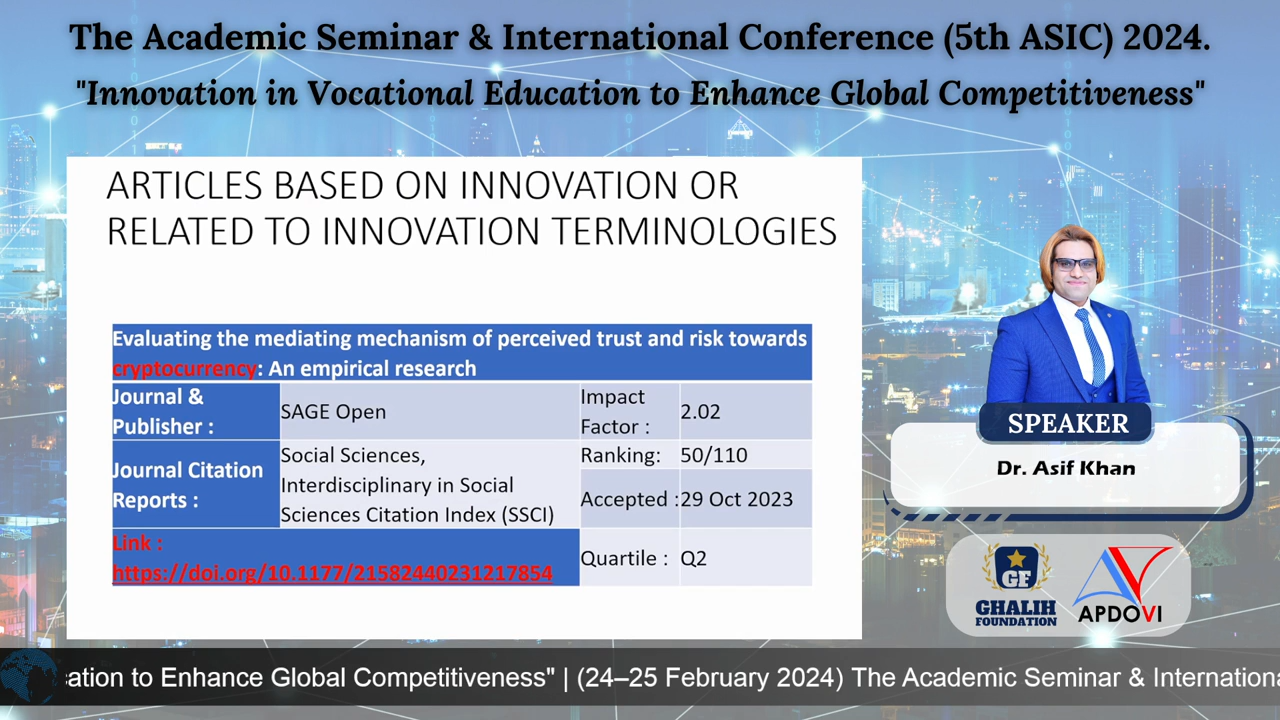 The Academic Seminar & International Conference (5th ASIC) 2024.
"Innovation in Vocational Education to Enhance Global Competitiveness"
ARTICLES BASED ON INNOVATION OR
RELATED TO INNOVATION TERMINOLOGIES
Evaluating the mediating mechanism of perceived trust and risk towards
cryptocurrency: An empirical research
Journal &
Publisher :
SAGE Open
Impact
Factor :
2.02
Journal Citation
Reports :
Social Sciences,
Interdisciplinary in Social
Sciences Citation Index (SSCI)
Ranking:
50/110
Accepted :
29 Oct 2023
Link :
https://doi.org/10.1177/21582440231217854
Quartile :
Q2
SPEAKER
Dr. Asif Khan
GF
GHALIH
FOUNDATION
APDOVI
ation to Enhance Global Competitiveness" | (24–25 February 2024) The Academic Seminar & Internationa